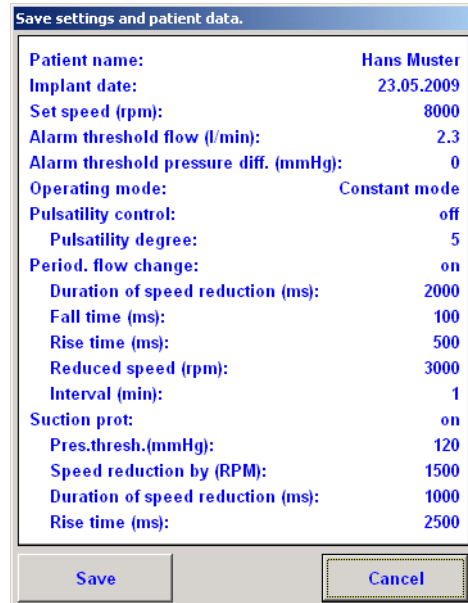 Save settings and patient data.
Patient name: Hans Muster
Implant date: 23.05.2009
Set speed (rpm): 8000
Alarm threshold flow (l/min): 2.3
Alarm threshold pressure diff. (mmHg): 0
Operating mode: Constant mode
Pulsatility control: off
Pulsatility degree: 5
Period. flow change: on
Duration of speed reduction (ms): 2000
Fall time (ms): 100
Rise time (ms): 500
Reduced speed (rpm): 3000
Interval (min): 1
Suction prot: on
Pres.thresh.(mmHg): 120
Speed reduction by (RPM): 1500
Duration of speed reduction (ms): 1000
Rise time (ms): 2500
Save Cancel